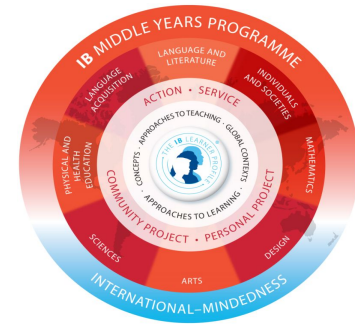 IB MIDDLE YEARS PROGRAMME
LANGUAGE AND
LITERATURE
INDIVIDUALS
AND SOCIETIES
MATHEMATICS
DESIGN
ARTS
SCIENCES
PHYSICAL AND
HEALTH
EDUCATION
LANGUAGE
ACQUISITION
ACTION • SERVICE
COMMUNITY PROJECT • PERSONAL PROJECT
APPROACHES TO TEACHING · GLOBAL CONTEXTS ·
APPROACHES TO LEARNING ·
CONCEPTS ·
THE IB LEARNER PROFILE
INTERNATIONAL–MINDEDNESS